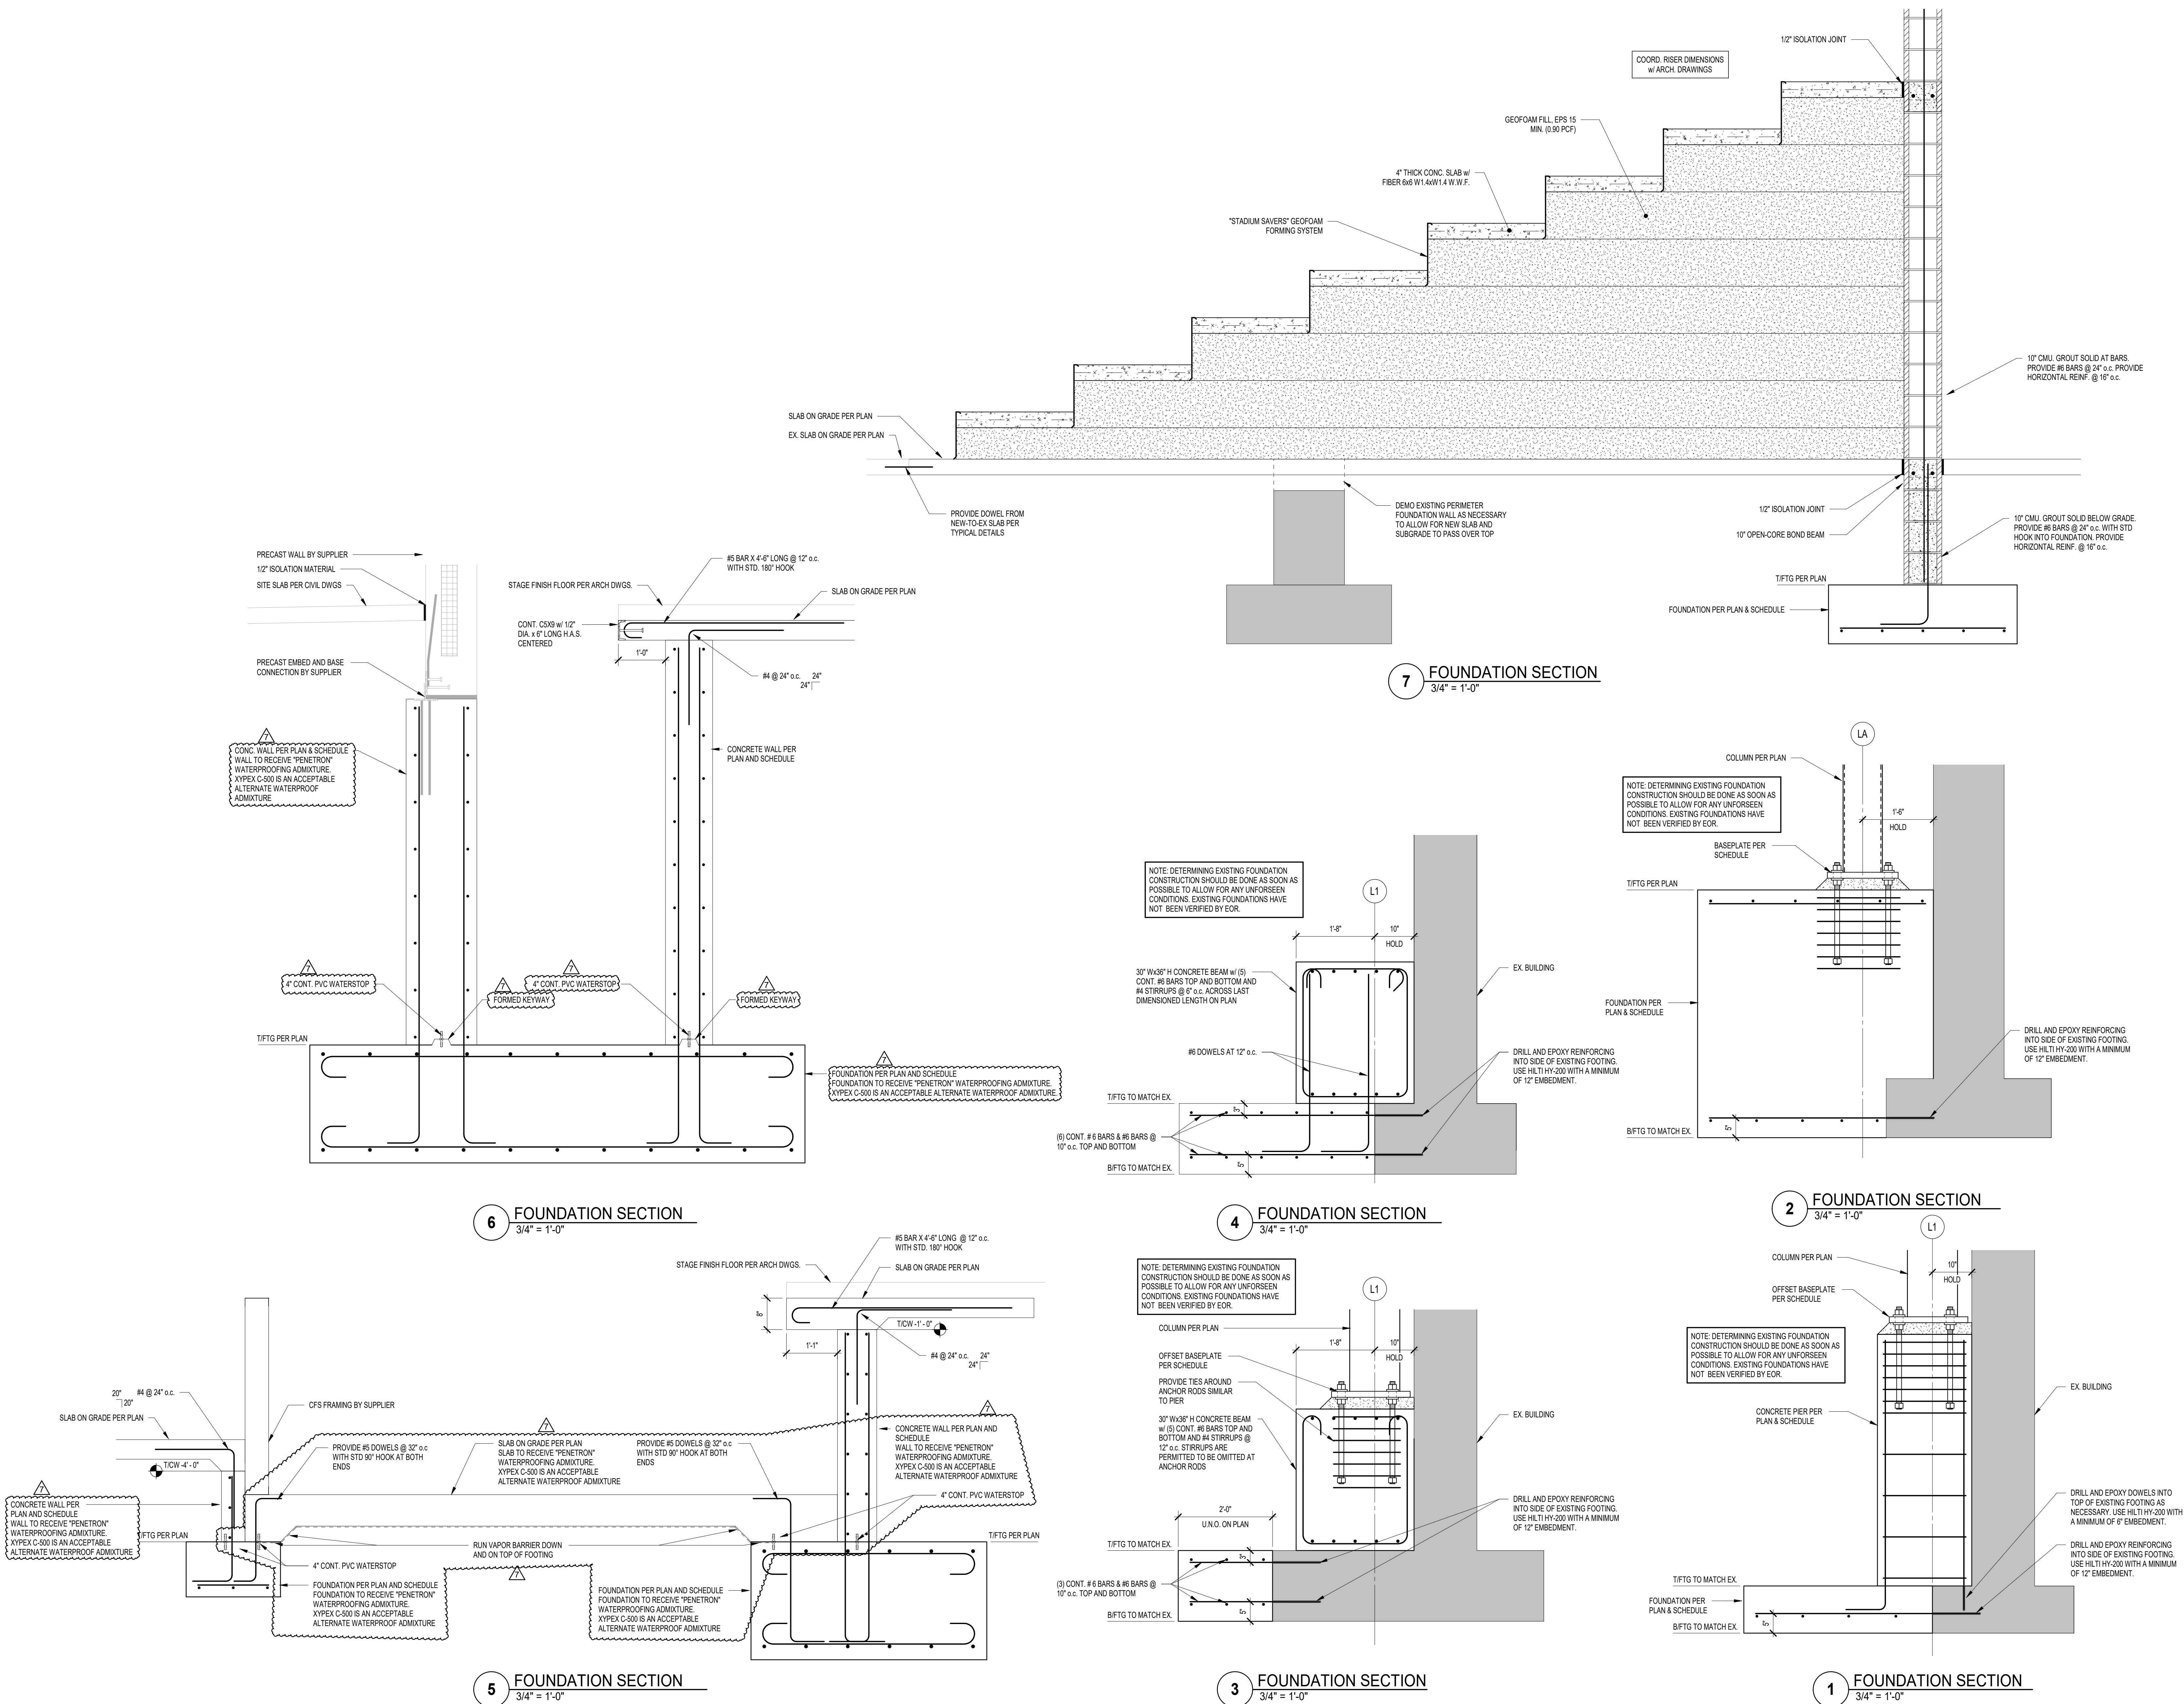 1/2" ISOLATION JOINT
COORD. RISER DIMENSIONS
w/ ARCH. DRAWINGS
GEOFOAM FILL, EPS 15
MIN. (0.90 PCF)
4" THICK CONC. SLAB w/
FIBER 6x6 W1.4xW1.4 W.W.F.
"STADIUM SAVERS" GEOFOAM
FORMING SYSTEM
10" CMU. GROUT SOLID AT BARS.
PROVIDE #6 BARS @ 24" o.c. PROVIDE
HORIZONTAL REINF. @ 16" o.c.
SLAB ON GRADE PER PLAN
EX. SLAB ON GRADE PER PLAN
PROVIDE DOWEL FROM
NEW-TO-EX SLAB PER
TYPICAL DETAILS
DEMO EXISTING PERIMETER
FOUNDATION WALL AS NECESSARY
TO ALLOW FOR NEW SLAB AND
SUBGRADE TO PASS OVER TOP
1/2" ISOLATION JOINT
10" OPEN-CORE BOND BEAM
10" CMU. GROUT SOLID BELOW GRADE.
PROVIDE #6 BARS @ 24" o.c. WITH STD
HOOK INTO FOUNDATION. PROVIDE
HORIZONTAL REINF. @ 16" o.c.
T/FTG PER PLAN
FOUNDATION PER PLAN & SCHEDULE
7
FOUNDATION SECTION
3/4" = 1'-0"
PRECAST WALL BY SUPPLIER
1/2" ISOLATION MATERIAL
SITE SLAB PER CIVIL DWGS
PRECAST EMBED AND BASE
CONNECTION BY SUPPLIER
#5 BAR X 4'-6" LONG @ 12" o.c.
WITH STD. 180° HOOK
STAGE FINISH FLOOR PER ARCH DWGS.
SLAB ON GRADE PER PLAN
CONT. C5X9 w/ 1/2"
DIA. x 6" LONG H.A.S.
CENTERED
1'-0"
#4 @ 24" o.c.
24"
24"
7
CONC. WALL PER PLAN & SCHEDULE
WALL TO RECEIVE "PENETRON"
WATERPROOFING ADMIXTURE.
XYPEX C-500 IS AN ACCEPTABLE
ALTERNATE WATERPROOF
ADMIXTURE
CONCRETE WALL PER
PLAN AND SCHEDULE
7
4" CONT. PVC WATERSTOP
7
FORMED KEYWAY
7
4" CONT. PVC WATERSTOP
7
FORMED KEYWAY
T/FTG PER PLAN
7
FOUNDATION PER PLAN AND SCHEDULE
FOUNDATION TO RECEIVE "PENETRON" WATERPROOFING ADMIXTURE.
XYPEX C-500 IS AN ACCEPTABLE ALTERNATE WATERPROOF ADMIXTURE.
6
FOUNDATION SECTION
3/4" = 1'-0"
NOTE: DETERMINING EXISTING FOUNDATION
CONSTRUCTION SHOULD BE DONE AS SOON AS
POSSIBLE TO ALLOW FOR ANY UNFORSEEN
CONDITIONS. EXISTING FOUNDATIONS HAVE
NOT BEEN VERIFIED BY EOR.
L1
1'-8"
10"
HOLD
30" Wx36" H CONCRETE BEAM w/ (5)
CONT. #6 BARS TOP AND BOTTOM AND
#4 STIRRUPS @ 6" o.c. ACROSS LAST
DIMENSIONED LENGTH ON PLAN
EX. BUILDING
#6 DOWELS AT 12" o.c.
DRILL AND EPOXY REINFORCING
INTO SIDE OF EXISTING FOOTING.
USE HILTI HY-200 WITH A MINIMUM
OF 12" EMBEDMENT.
T/FTG TO MATCH EX.
3"
(6) CONT. # 6 BARS & #6 BARS @
10" o.c. TOP AND BOTTOM
5"
B/FTG TO MATCH EX.
4
FOUNDATION SECTION
3/4" = 1'-0"
LA
COLUMN PER PLAN
NOTE: DETERMINING EXISTING FOUNDATION
CONSTRUCTION SHOULD BE DONE AS SOON AS
POSSIBLE TO ALLOW FOR ANY UNFORSEEN
CONDITIONS. EXISTING FOUNDATIONS HAVE
NOT BEEN VERIFIED BY EOR.
1'-6"
HOLD
BASEPLATE PER
SCHEDULE
T/FTG PER PLAN
FOUNDATION PER
PLAN & SCHEDULE
DRILL AND EPOXY REINFORCING
INTO SIDE OF EXISTING FOOTING.
USE HILTI HY-200 WITH A MINIMUM
OF 12" EMBEDMENT.
5"
B/FTG TO MATCH EX.
2
FOUNDATION SECTION
3/4" = 1'-0"
#5 BAR X 4'-6" LONG @ 12" o.c.
WITH STD. 180° HOOK
STAGE FINISH FLOOR PER ARCH DWGS.
SLAB ON GRADE PER PLAN
8"
T/CW -1' - 0"
1'-1"
#4 @ 24" o.c.
24"
24"
20"
20"
#4 @ 24" o.c.
SLAB ON GRADE PER PLAN
CFS FRAMING BY SUPPLIER
T/CW -4' - 0"
PROVIDE #5 DOWELS @ 32" o.c
WITH STD 90° HOOK AT BOTH
ENDS
7
SLAB ON GRADE PER PLAN
SLAB TO RECEIVE "PENETRON"
WATERPROOFING ADMIXTURE.
XYPEX C-500 IS AN ACCEPTABLE
ALTERNATE WATERPROOF ADMIXTURE
PROVIDE #5 DOWELS @ 32" o.c
WITH STD 90° HOOK AT BOTH
ENDS
7
CONCRETE WALL PER PLAN AND
SCHEDULE
WALL TO RECEIVE "PENETRON"
WATERPROOFING ADMIXTURE.
XYPEX C-500 IS AN ACCEPTABLE
ALTERNATE WATERPROOF ADMIXTURE
4" CONT. PVC WATERSTOP
7
CONCRETE WALL PER
PLAN AND SCHEDULE
WALL TO RECEIVE "PENETRON"
WATERPROOFING ADMIXTURE.
XYPEX C-500 IS AN ACCEPTABLE
ALTERNATE WATERPROOF ADMIXTURE
T/FTG PER PLAN
RUN VAPOR BARRIER DOWN
AND ON TOP OF FOOTING
T/FTG PER PLAN
7
4" CONT. PVC WATERSTOP
FOUNDATION PER PLAN AND SCHEDULE
FOUNDATION TO RECEIVE "PENETRON"
WATERPROOFING ADMIXTURE.
XYPEX C-500 IS AN ACCEPTABLE
ALTERNATE WATERPROOF ADMIXTURE
FOUNDATION PER PLAN AND SCHEDULE
FOUNDATION TO RECEIVE "PENETRON"
WATERPROOFING ADMIXTURE.
XYPEX C-500 IS AN ACCEPTABLE
ALTERNATE WATERPROOF ADMIXTURE
5
FOUNDATION SECTION
3/4" = 1'-0"
NOTE: DETERMINING EXISTING FOUNDATION
CONSTRUCTION SHOULD BE DONE AS SOON AS
POSSIBLE TO ALLOW FOR ANY UNFORSEEN
CONDITIONS. EXISTING FOUNDATIONS HAVE
NOT BEEN VERIFIED BY EOR.
L1
COLUMN PER PLAN
1'-8"
10"
HOLD
OFFSET BASEPLATE
PER SCHEDULE
PROVIDE TIES AROUND
ANCHOR RODS SIMILAR
TO PIER
30" Wx36" H CONCRETE BEAM
w/ (5) CONT. #6 BARS TOP AND
BOTTOM AND #4 STIRRUPS @
12" o.c. STIRRUPS ARE
PERMITTED TO BE OMITTED AT
ANCHOR RODS
EX. BUILDING
2'-0"
U.N.O. ON PLAN
DRILL AND EPOXY REINFORCING
INTO SIDE OF EXISTING FOOTING.
USE HILTI HY-200 WITH A MINIMUM
OF 12" EMBEDMENT.
T/FTG TO MATCH EX.
3"
(3) CONT. # 6 BARS & #6 BARS @
10" o.c. TOP AND BOTTOM
5"
B/FTG TO MATCH EX.
3
FOUNDATION SECTION
3/4" = 1'-0"
L1
COLUMN PER PLAN
10"
HOLD
OFFSET BASEPLATE
PER SCHEDULE
NOTE: DETERMINING EXISTING FOUNDATION
CONSTRUCTION SHOULD BE DONE AS SOON AS
POSSIBLE TO ALLOW FOR ANY UNFORSEEN
CONDITIONS. EXISTING FOUNDATIONS HAVE
NOT BEEN VERIFIED BY EOR.
EX. BUILDING
CONCRETE PIER PER
PLAN & SCHEDULE
DRILL AND EPOXY DOWELS INTO
TOP OF EXISTING FOOTING AS
NECESSARY. USE HILTI HY-200 WITH
A MINIMUM OF 6" EMBEDMENT.
DRILL AND EPOXY REINFORCING
INTO SIDE OF EXISTING FOOTING.
USE HILTI HY-200 WITH A MINIMUM
OF 12" EMBEDMENT.
T/FTG TO MATCH EX.
FOUNDATION PER
PLAN & SCHEDULE
5"
B/FTG TO MATCH EX.
1
FOUNDATION SECTION
3/4" = 1'-0"